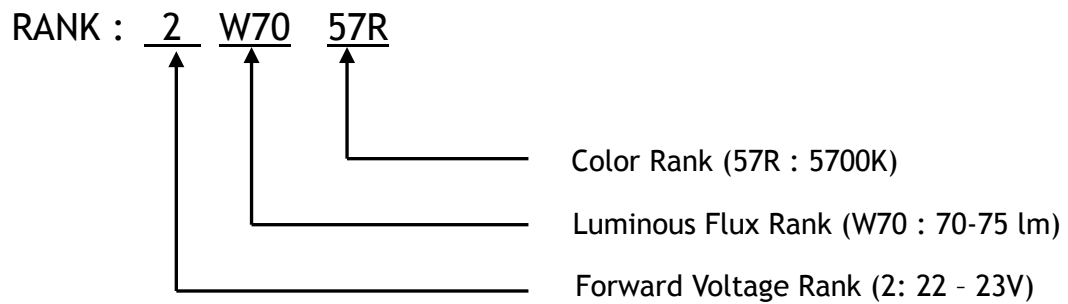 RANK : 2 W70 57R
Color Rank (57R : 5700K)
Luminous Flux Rank (W70 : 70-75 lm)
Forward Voltage Rank (2: 22 – 23V)